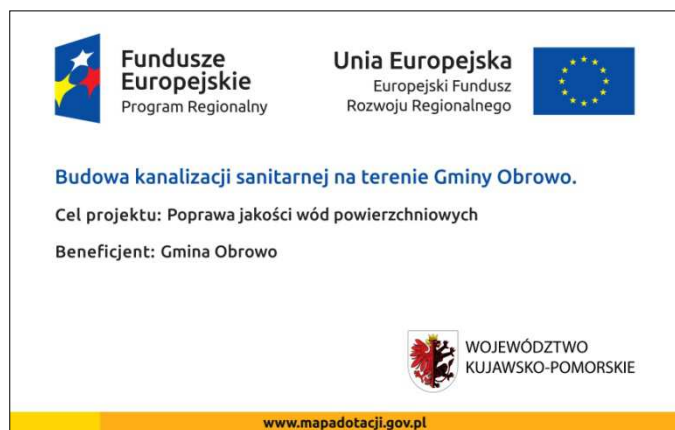 Fundusze
Europejskie
Program Regionalny
Unia Europejska
Europejski Fundusz
Rozwoju Regionalnego
Budowa kanalizacji sanitarnej na terenie Gminy Obrowo.
Cel projektu: Poprawa jakości wód powierzchniowych
Beneficjent: Gmina Obrowo
WOJEWÓDZTWO
KUJAWSKO-POMORSKIE
www.mapadotacji.gov.pl